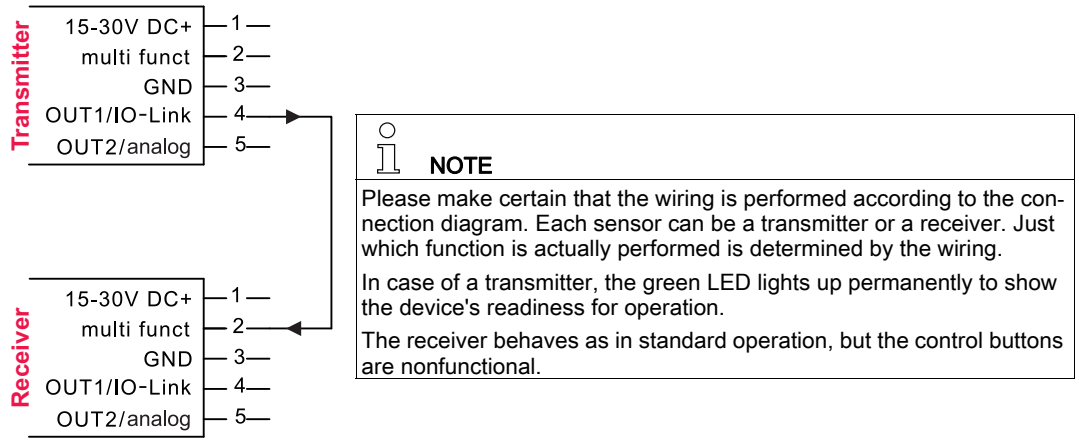 Transmitter
15-30V DC+ 1
multi funct 2
GND 3
OUT1/IO-Link 4
OUT2/analog 5
NOTE
Please make certain that the wiring is performed according to the con-
nection diagram. Each sensor can be a transmitter or a receiver. Just
which function is actually performed is determined by the wiring.
In case of a transmitter, the green LED lights up permanently to show
the device's readiness for operation.
The receiver behaves as in standard operation, but the control buttons
are nonfunctional.
Receiver
15-30V DC+ 1
multi funct 2
GND 3
OUT1/IO-Link 4
OUT2/analog 5